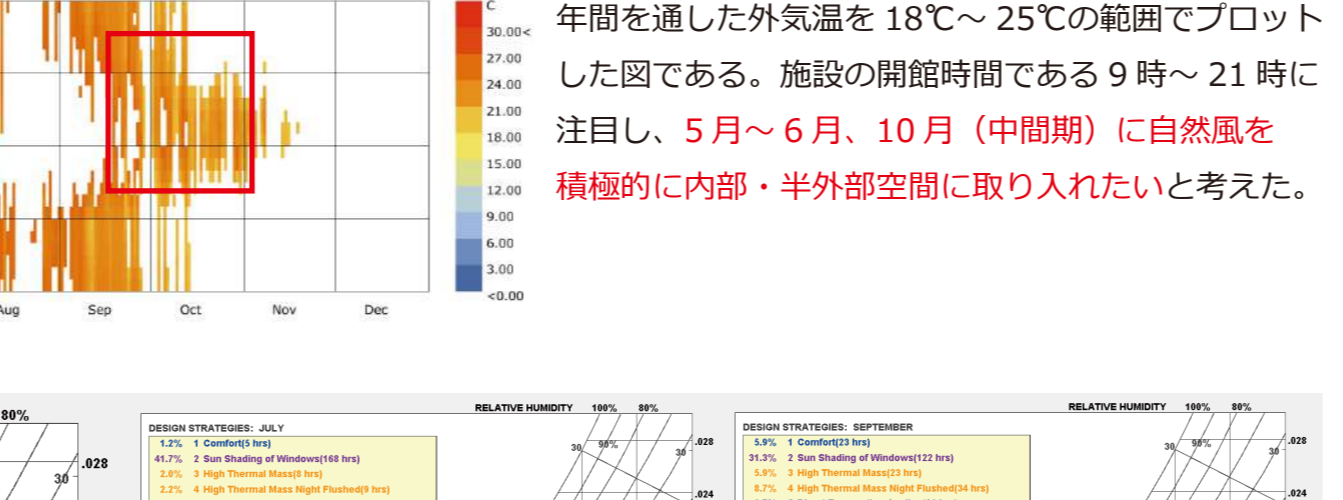 C
30.00<
27.00
24.00
21.00
18.00
15.00
12.00
9.00
6.00
3.00
<0.00
Sep
Oct
Nov
Dec
年間を通した外気温を 18℃～ 25℃の範囲でプロット
した図である。施設の開館時間である 9 時～ 21 時に
注目し、5 月～ 6 月、10 月（中間期）に自然風を
積極的に内部・半外部空間に取り入れたいと考えた。
80%
.028
30
DESIGN STRATEGIES: JULY
1.2% 1 Comfort(5 hrs)
41.7% 2 Sun Shading of Windows(168 hrs)
2.0% 3 High Thermal Mass(8 hrs)
2.2% 4 High Thermal Mass Night Flushed(9 hrs)
RELATIVE HUMIDITY 100% 80%
30 90% 30 .028
.024
DESIGN STRATEGIES: SEPTEMBER
5.9% 1 Comfort(23 hrs)
31.3% 2 Sun Shading of Windows(122 hrs)
5.9% 3 High Thermal Mass(23 hrs)
8.7% 4 High Thermal Mass Night Flushed(34 hrs)
RELATIVE HUMIDITY 100% 80%
30 90% 30 .028
.024